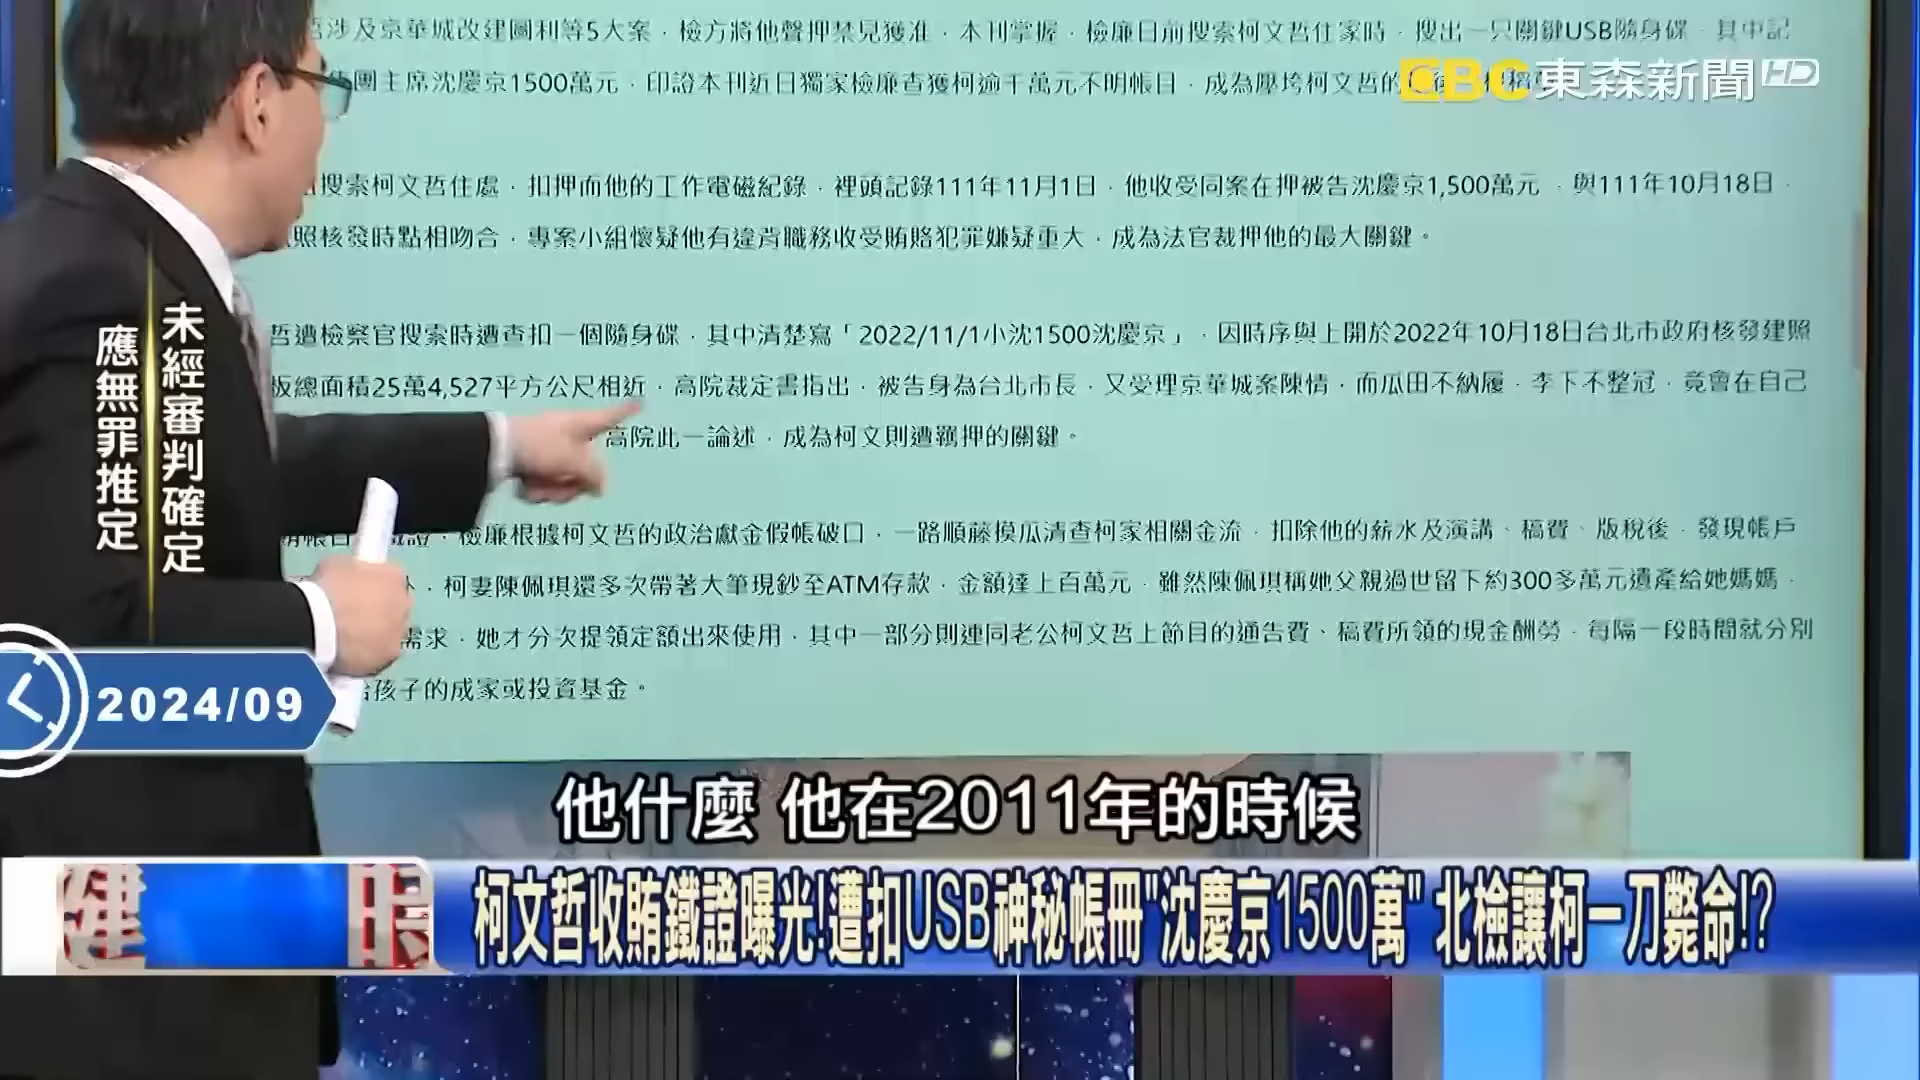 涉及京華城改建圖利等5大案，檢方將他聲押禁見獲准，本刊掌握，檢廉日前搜索柯文哲住家時，搜出一只關鍵USB隨身碟，其中記
團主席沈慶京1500萬元，印證本刊近日獨家檢廉查獲柯逾千萬元不明帳目，成為壓垮柯文哲的
EBC東森新聞HD
搜索柯文哲住處，扣押而他的工作電磁紀錄，裡頭記錄111年11月1日，他收受同案在押被告沈慶京1,500萬元，與111年10月18日，
照核發時點相吻合，專案小組懷疑他有違背職務收受賄賂犯罪嫌疑重大，成為法官裁押他的最大關鍵。
哲遭檢察官搜索時遭查扣一個隨身碟，其中清楚寫「2022/11/1小沈1500沈慶京」，因時序與上開於2022年10月18日台北市政府核發建照
板總面積25萬4,527平方公尺相近，高院裁定書指出，被告身為台北市長，又受理京華城案陳情，而瓜田不納履，李下不整冠，竟會在自己
高院此一論述，成為柯文則遭羈押的關鍵。
檢廉根據柯文哲的政治獻金假帳破口，一路順藤摸瓜清查柯家相關金流，扣除他的薪水及演講、稿費、版稅後，發現帳戶
，柯妻陳佩琪還多次帶著大筆現鈔至ATM存款，金額達上百萬元，雖然陳佩琪稱她父親過世留下約300多萬元遺產給她媽媽，
需求，她才分次提領定額出來使用，其中一部分則連同老公柯文哲上節目的通告費、稿費所領的現金酬勞，每隔一段時間就分別
給孩子的成家或投資基金。
未經審判確定
應無罪推定
2024/09
他什麼 他在2011年的時候
柯文哲收賄鐵證曝光!遭扣USB神秘帳冊"沈慶京1500萬" 北檢讓柯一刀斃命!?